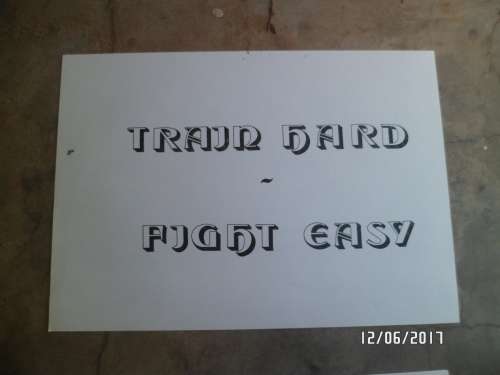 TRAIN HARD
~
FIGHT EASY
12/06/2017